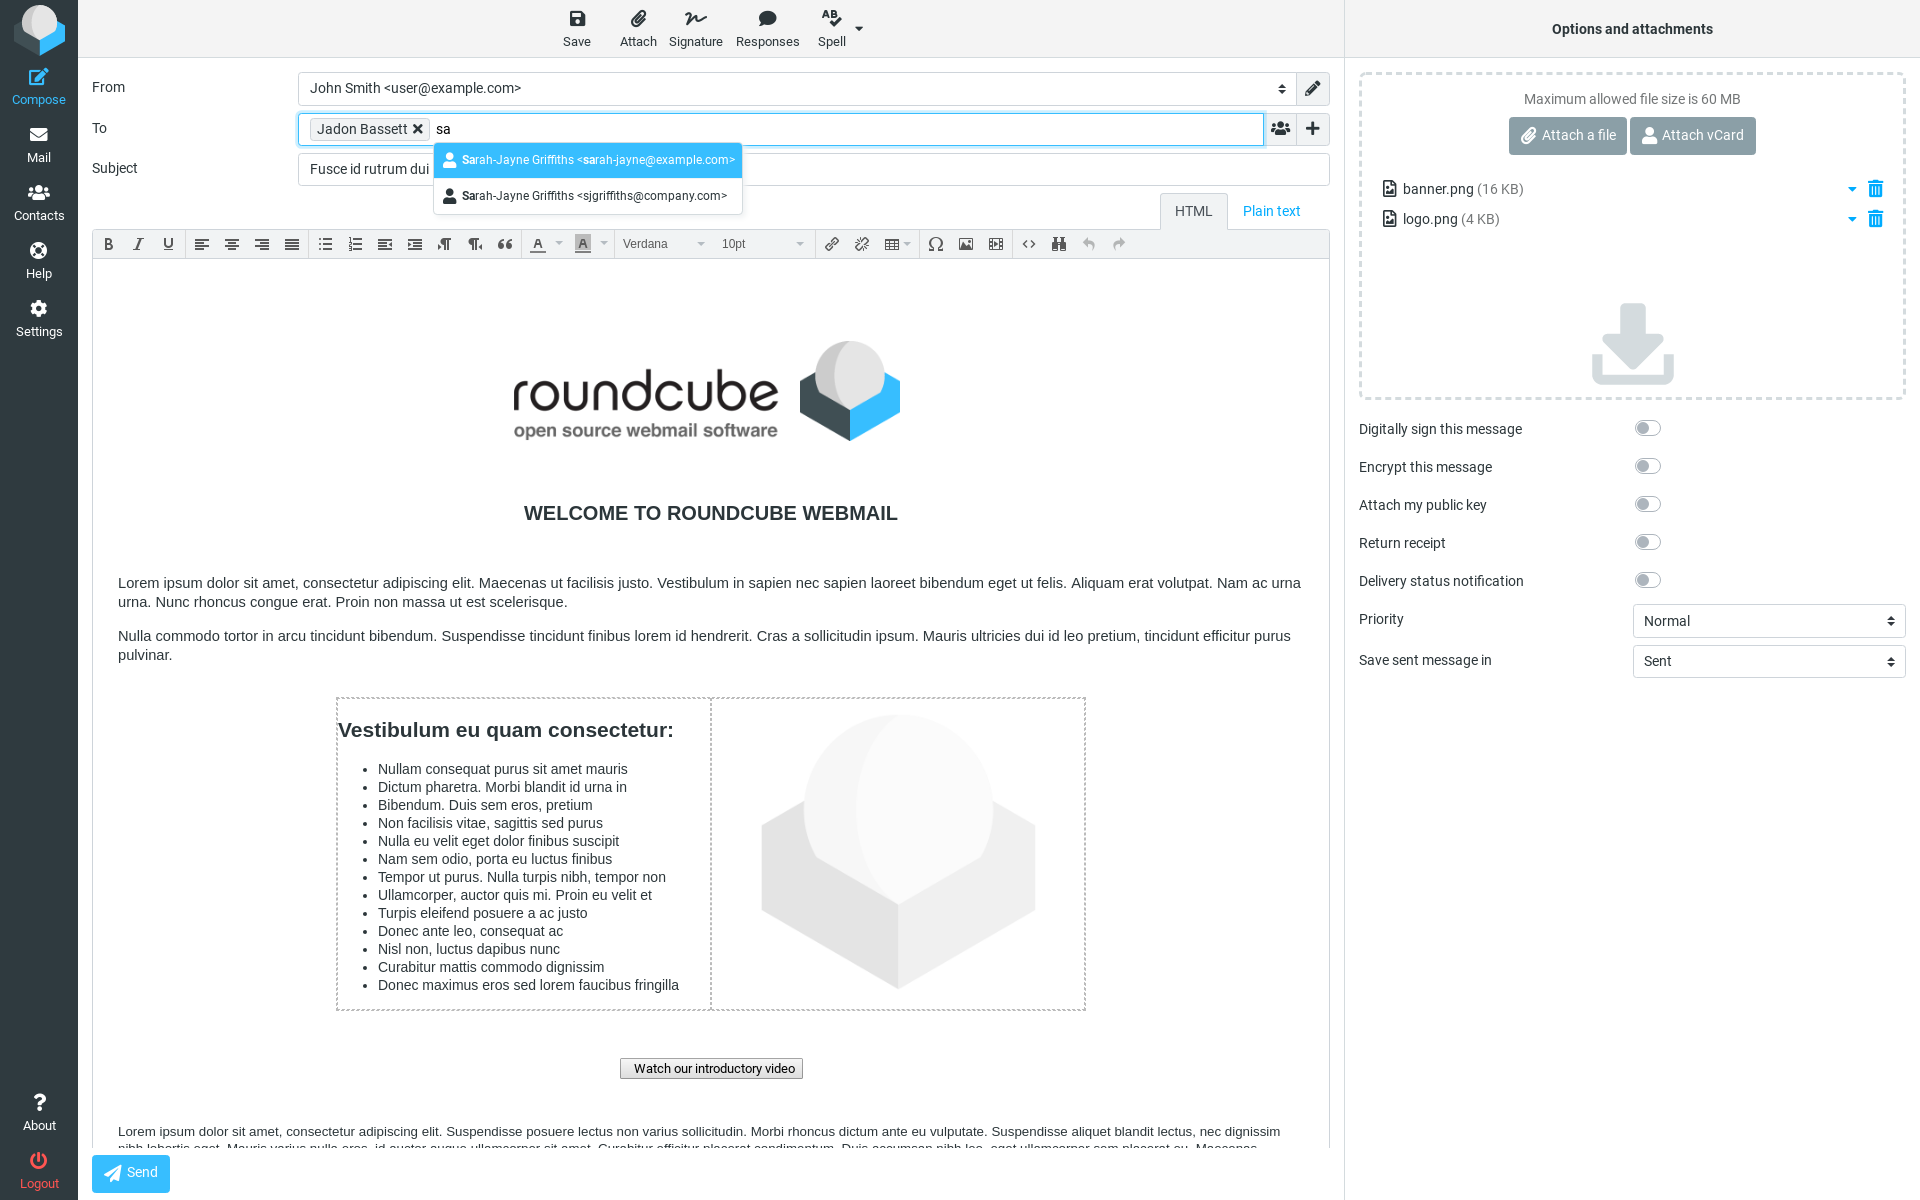 Compose
Mail
Contacts
Help
Settings
About
Logout
Save
Attach
Signature
Responses
Spell
From
John Smith <user@example.com>
To
Jadon Bassett
sa
Sarah-Jayne Griffiths <sarah-jayne@example.com>
Sarah-Jayne Griffiths <sjgriffiths@company.com>
Subject
Fusce id rutrum dui
HTML
Plain text
Verdana
10pt
roundcube
open source webmail software
WELCOME TO ROUNDCUBE WEBMAIL
Lorem ipsum dolor sit amet, consectetur adipiscing elit. Maecenas ut facilisis justo. Vestibulum in sapien nec sapien laoreet bibendum eget ut felis. Aliquam erat volutpat. Nam ac urna
urna. Nunc rhoncus congue erat. Proin non massa ut est scelerisque.
Nulla commodo tortor in arcu tincidunt bibendum. Suspendisse tincidunt finibus lorem id hendrerit. Cras a sollicitudin ipsum. Mauris ultricies dui id leo pretium, tincidunt efficitur purus
pulvinar.
Vestibulum eu quam consectetur:
Nullam consequat purus sit amet mauris
Dictum pharetra. Morbi blandit id urna in
Bibendum. Duis sem eros, pretium
Non facilisis vitae, sagittis sed purus
Nulla eu velit eget dolor finibus suscipit
Nam sem odio, porta eu luctus finibus
Tempor ut purus. Nulla turpis nibh, tempor non
Ullamcorper, auctor quis mi. Proin eu velit et
Turpis eleifend posuere a ac justo
Donec ante leo, consequat ac
Nisl non, luctus dapibus nunc
Curabitur mattis commodo dignissim
Donec maximus eros sed lorem faucibus fringilla
Watch our introductory video
Lorem ipsum dolor sit amet, consectetur adipiscing elit. Suspendisse posuere lectus non varius sollicitudin. Morbi rhoncus dictum ante eu vulputate. Suspendisse aliquet blandit lectus, nec dignissim
Send
Options and attachments
Maximum allowed file size is 60 MB
Attach a file
Attach vCard
banner.png (16 KB)
logo.png (4 KB)
Digitally sign this message
Encrypt this message
Attach my public key
Return receipt
Delivery status notification
Priority
Normal
Save sent message in
Sent